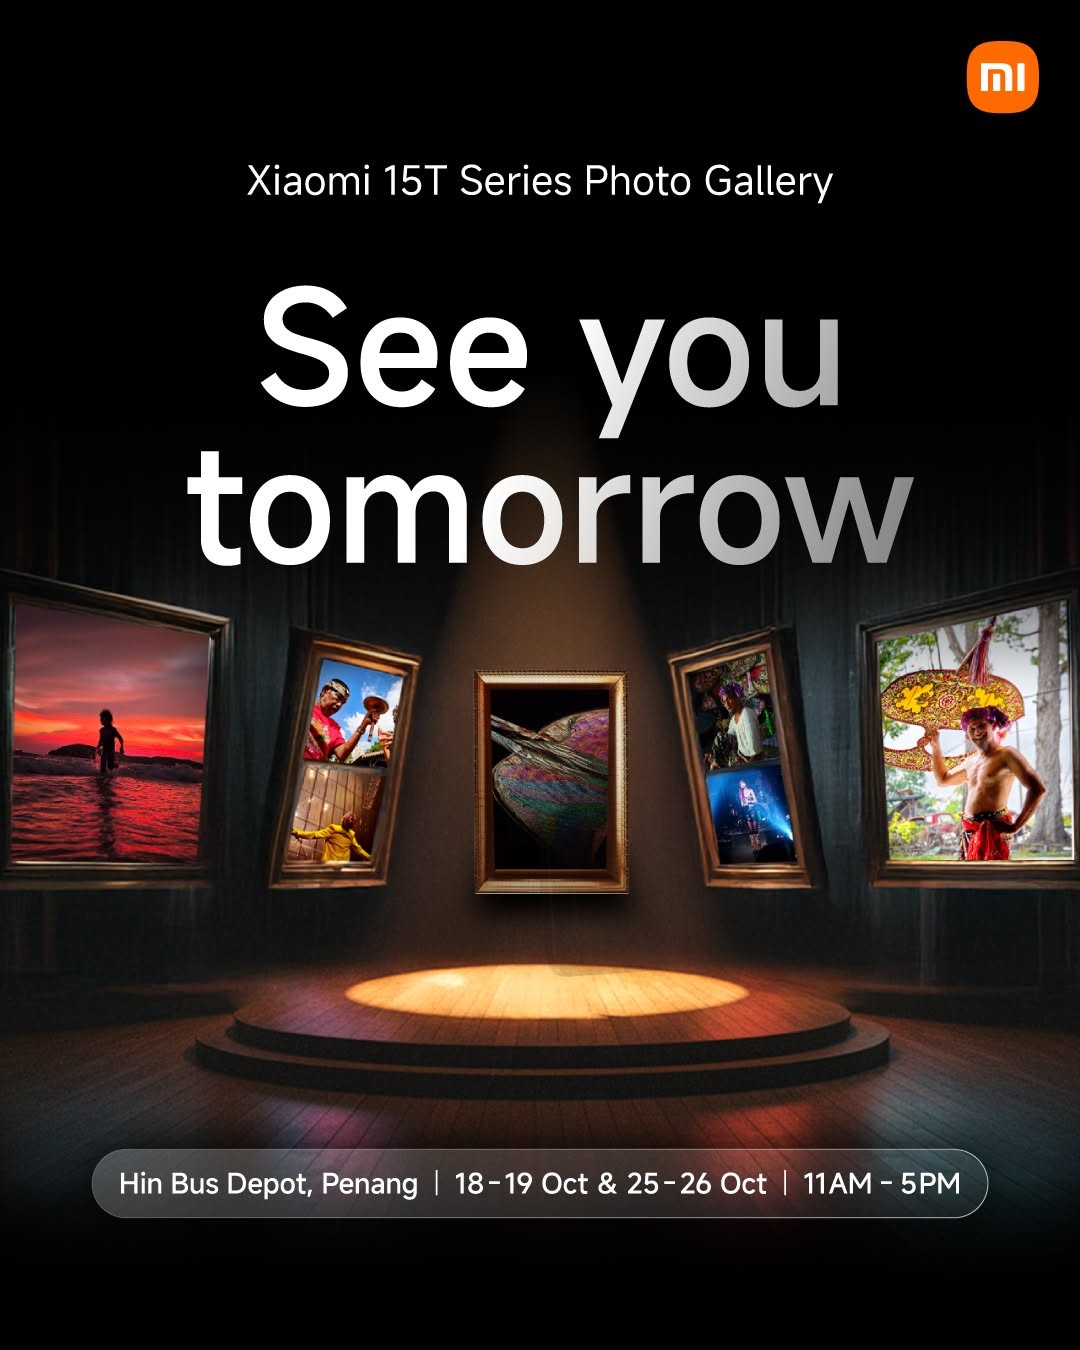 mi
Xiaomi 15T Series Photo Gallery
See you
tomorrow
Hin Bus Depot, Penang | 18-19 Oct & 25-26 Oct | 11AM - 5PM